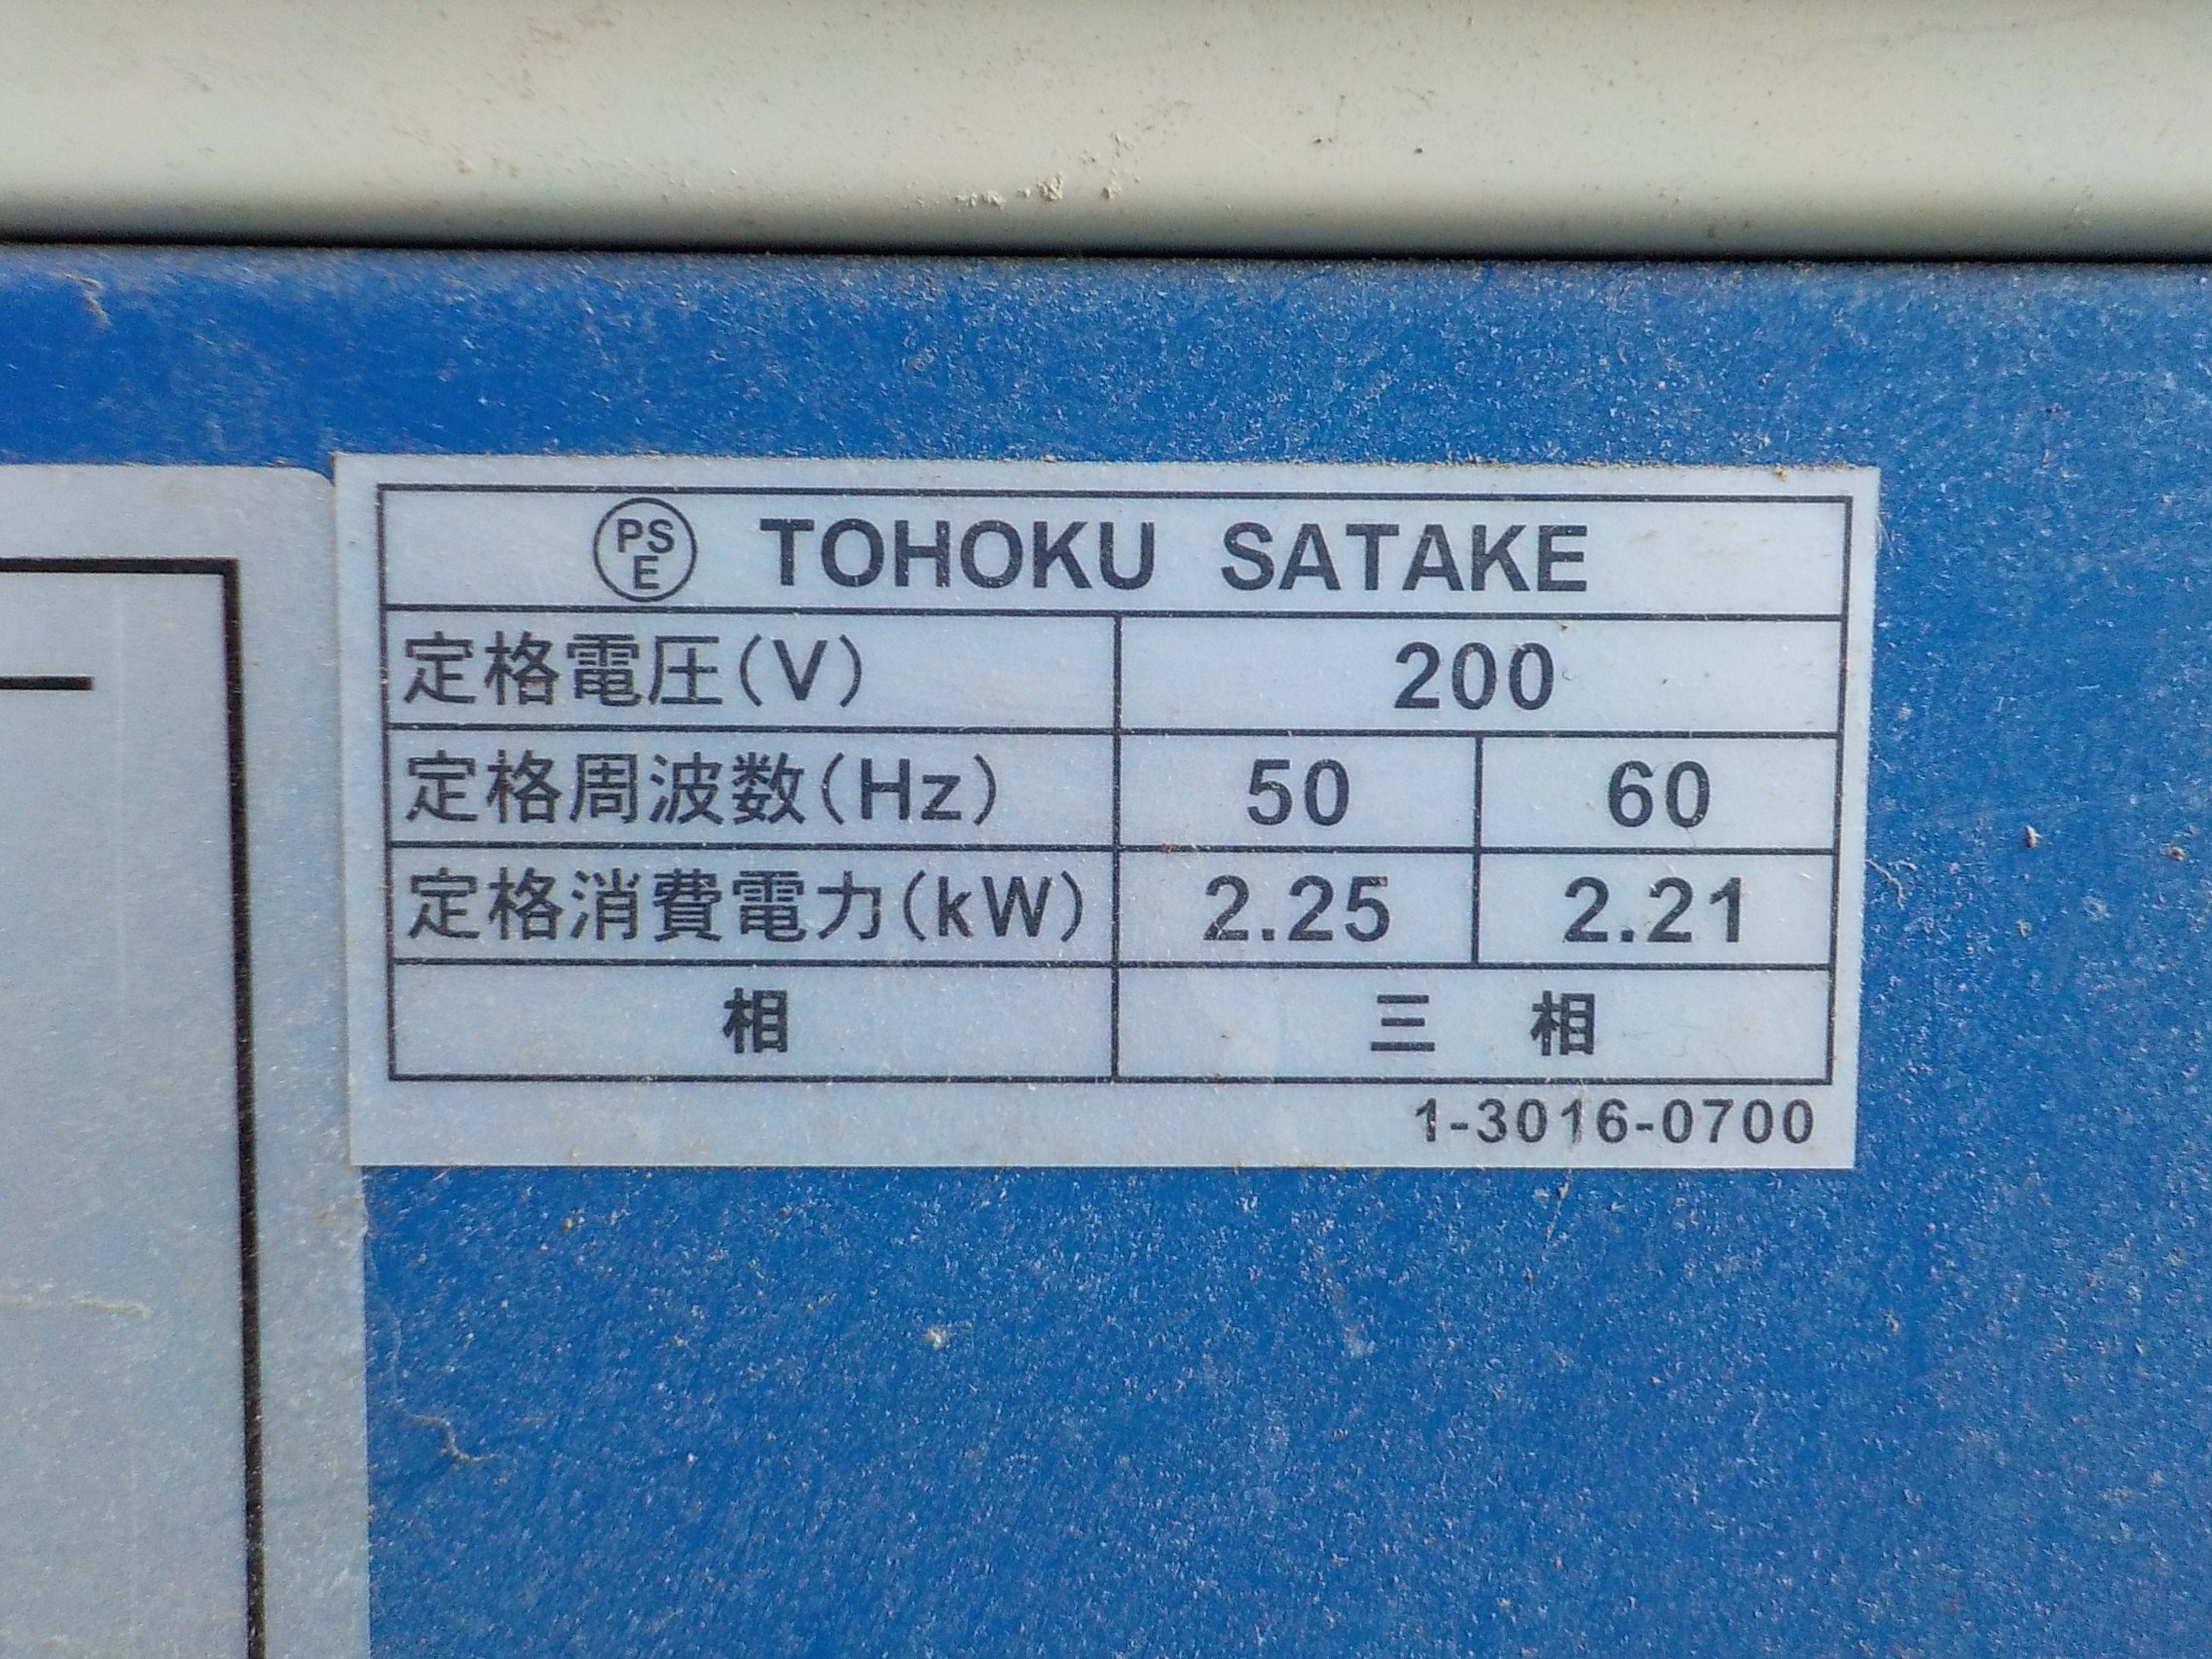 PSE TOHOKU SATAKE
定格電圧(V) 200
定格周波数(Hz) 50 60
定格消費電力(kW) 2.25 2.21
相 三 相
1-3016-0700